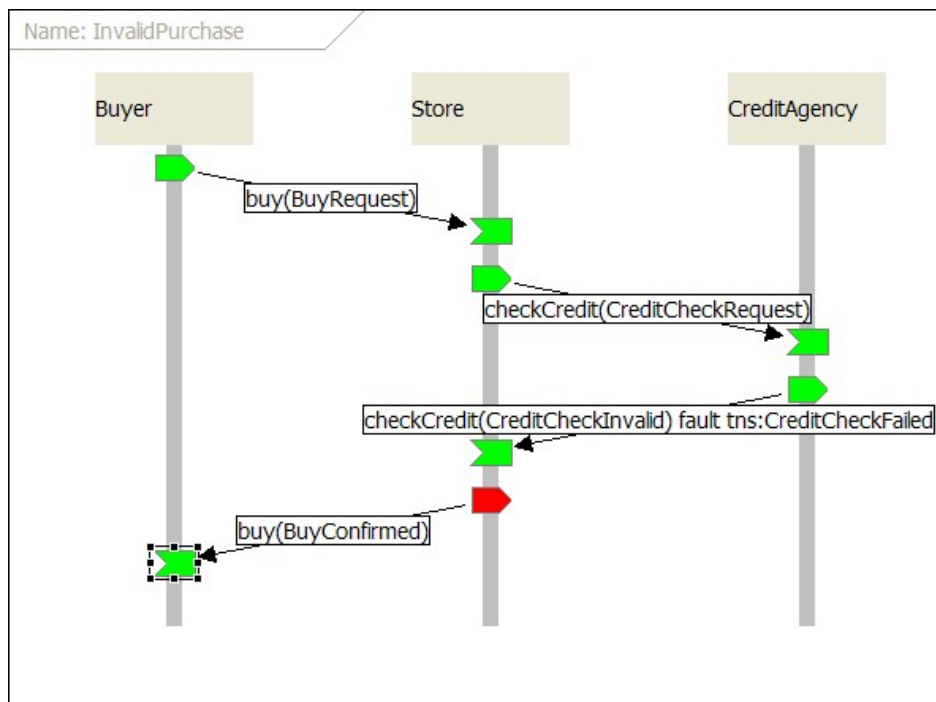 Name: InvalidPurchase
Buyer
Store
CreditAgency
buy(BuyRequest)
checkCredit(CreditCheckRequest)
checkCredit(CreditCheckInvalid) fault tns:CreditCheckFailed
buy(BuyConfirmed)